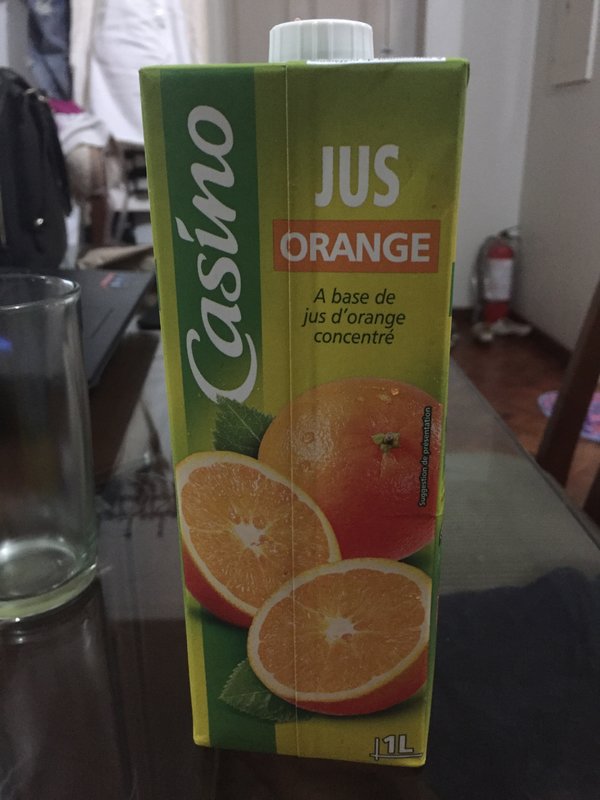 Casino
JUS
ORANGE
A base de
jus d'orange
concentré
Suggestion de présentation
1L